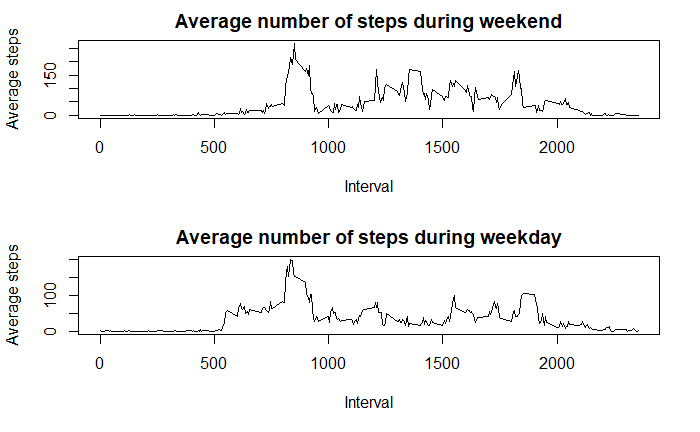 Average number of steps during weekend
Average steps
150
0
0 500 1000 1500 2000
Interval
Average number of steps during weekday
Average steps
100
0
0 500 1000 1500 2000
Interval